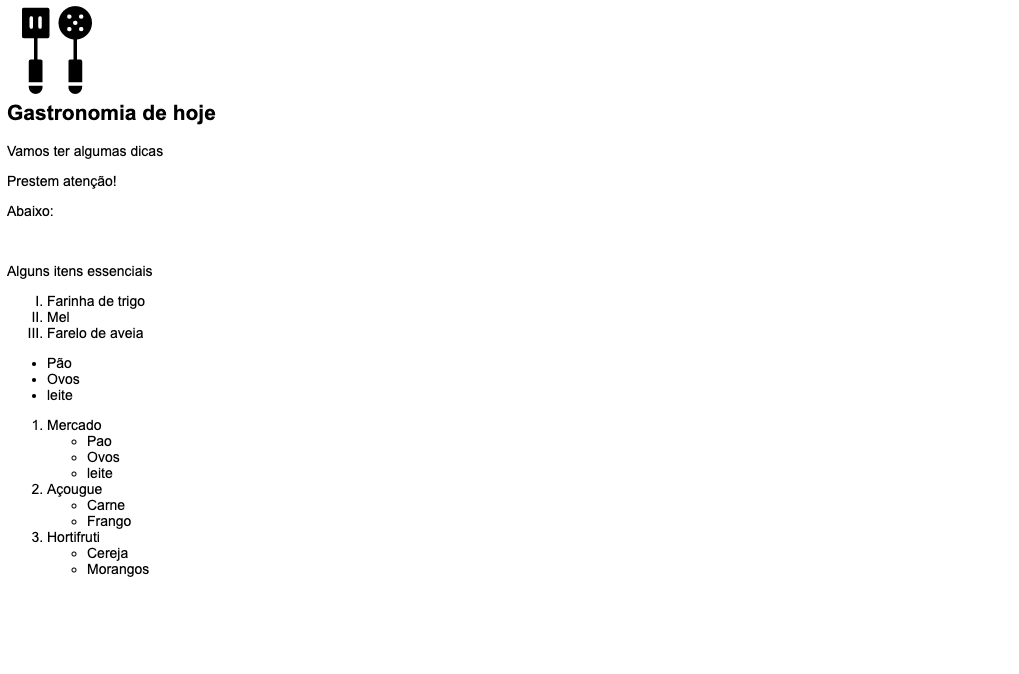 Gastronomia de hoje
Vamos ter algumas dicas
Prestem atenção!
Abaixo:
Alguns itens essenciais
I. Farinha de trigo
II. Mel
III. Farelo de aveia
• Pão
• Ovos
• leite
1. Mercado
◦ Pao
◦ Ovos
◦ leite
2. Açougue
◦ Carne
◦ Frango
3. Hortifruti
◦ Cereja
◦ Morangos